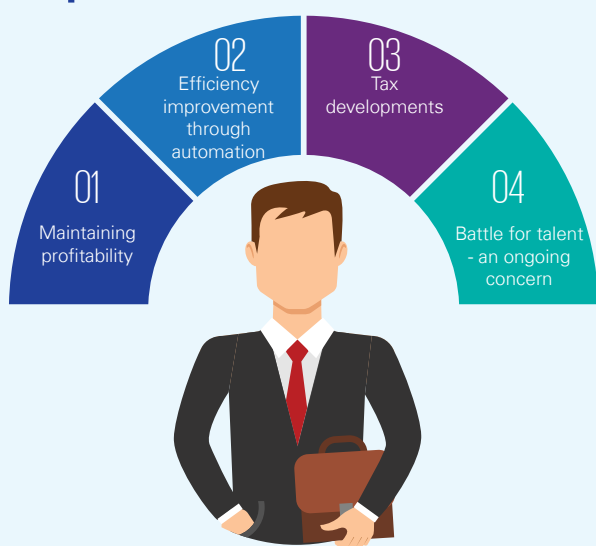 01
Maintaining
profitability
02
Efficiency
improvement
through
automation
03
Tax
developments
04
Battle for talent
- an ongoing
concern